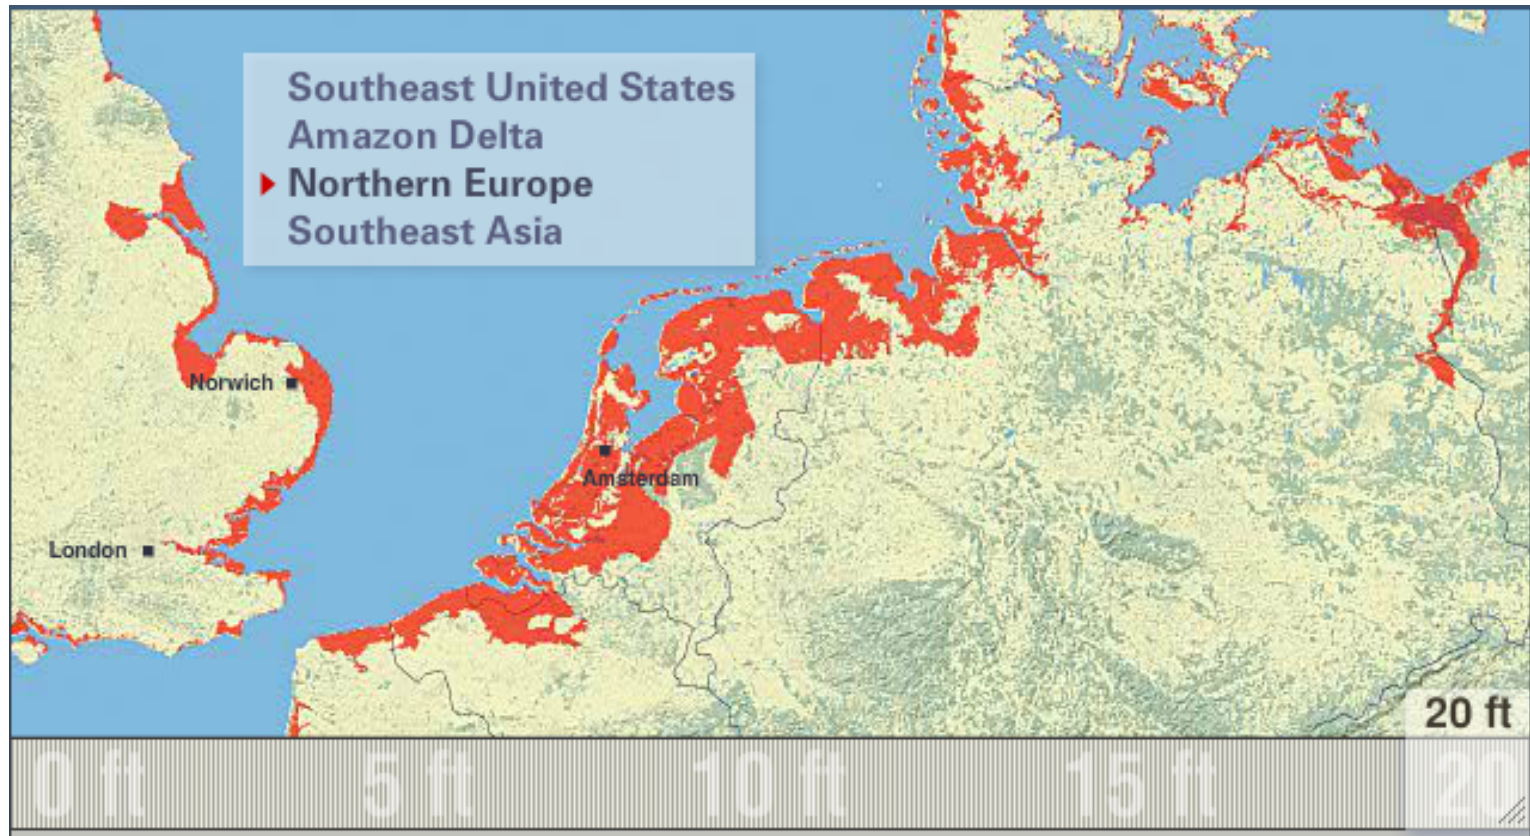 Southeast United States
Amazon Delta
Northern Europe
Southeast Asia
Norwich
Amsterdam
London
20 ft
0 ft 5 ft 10 ft 15 ft 20